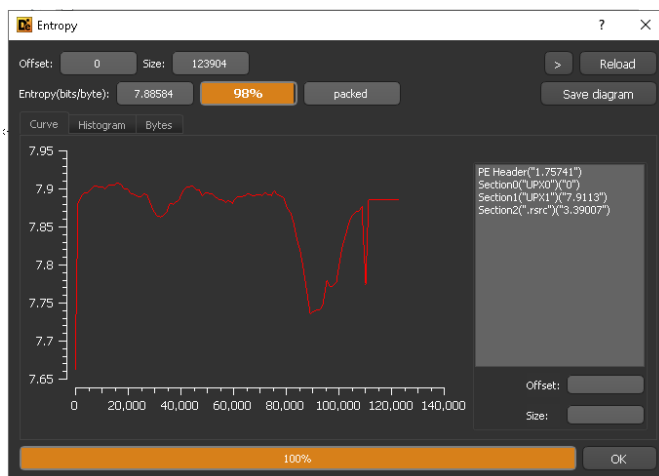 Entropy
Offset: 0 Size: 123904 > Reload
Entropy(bits/byte): 7.88584 98% packed Save diagram
Curve Histogram Bytes
7.95
7.9
7.85
7.8
7.75
7.7
7.65
0 20,000 40,000 60,000 80,000 100,000 120,000 140,000
PE Header("1.75741")
Section0("UPX0")("0")
Section1("UPX1")("7.9113")
Section2(".rsrc")("3.39007")
Offset:
Size:
100% OK